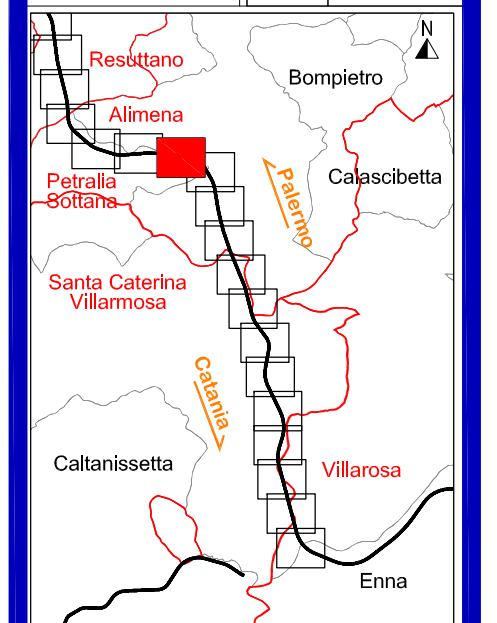 N
Resuttano
Bompietro
Alimena
Petralia
Sottana
Calascibetta
Palermo
Santa Caterina
Villarmosa
Catania
Caltanissetta
Villarosa
Enna